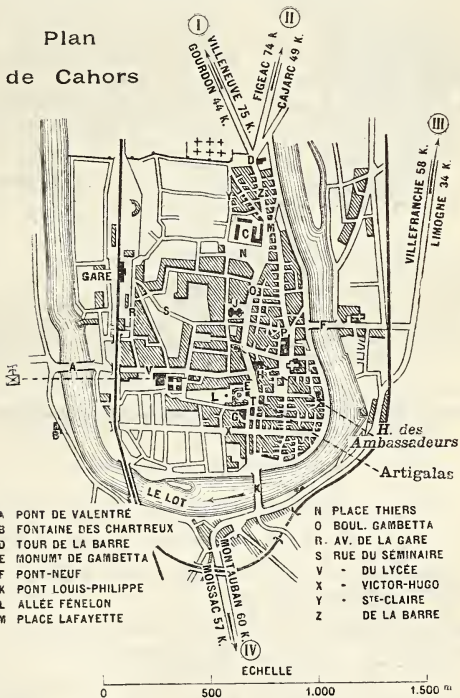 Plan
de Cahors
I
II
III
VILLENEUVE 75 K.
GOURDON 44 K.
FIGEAC 74 K
CAJARC 49 K.
VILLEFRANCHE 58 K.
LIMOGNE 34 K.
D
Z
M
C
N
GARE
R
S
O
J
P
F
A
V
H
L
E
T
G
X
B
H. des
Ambassadeurs
Artigalas
LE LOT
K
A PONT DE VALENTRÉ
B FONTAINE DES CHARTREUX
D TOUR DE LA BARRE
E MONUMT DE GAMBETTA
F PONT-NEUF
K PONT LOUIS-PHILIPPE
L ALLÉE FÉNELON
M PLACE LAFAYETTE
N PLACE THIERS
O BOUL. GAMBETTA
R. AV. DE LA GARE
S RUE DU SÉMINAIRE
V - DU LYCÉE
X - VICTOR-HUGO
Y - STE-CLAIRE
Z DE LA BARRE
MONTAUBAN 60 K.
MOISSAC 57 K.
IV
ÉCHELLE
0 500 1.000 1.500 m